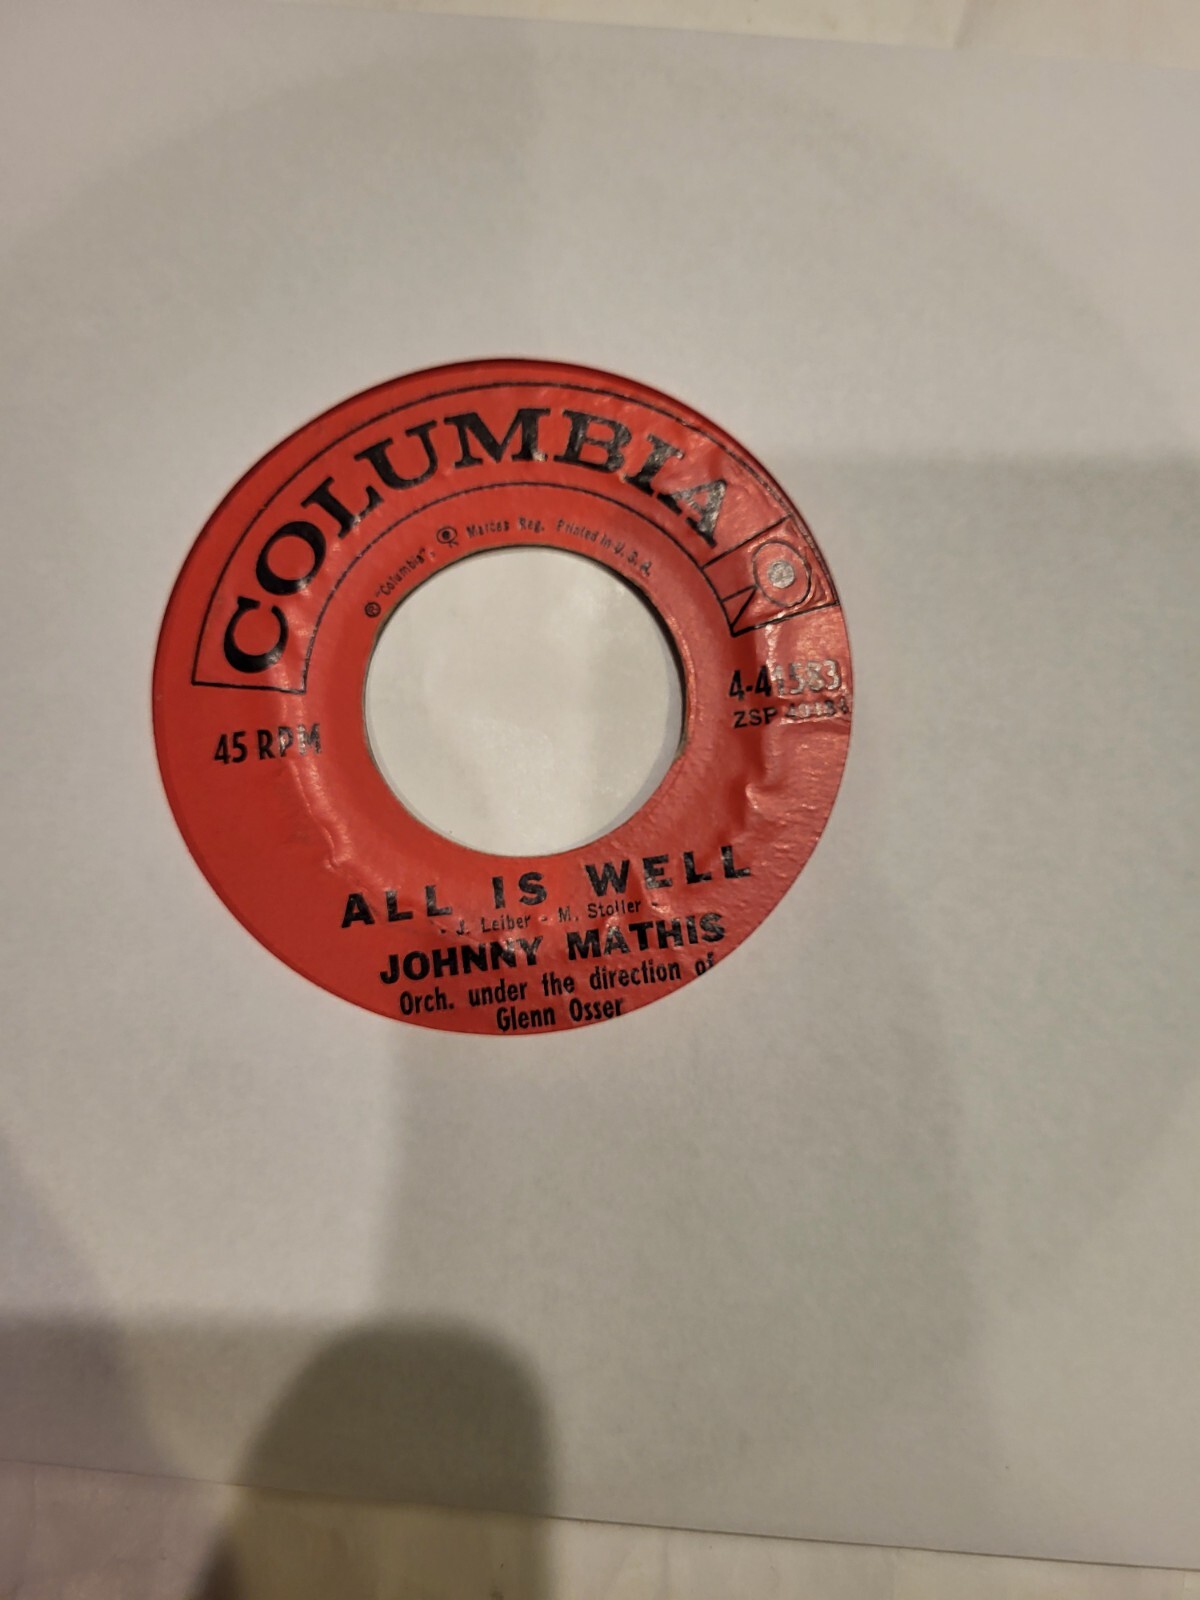 COLUMBIA
® "Columbia", Marcas Reg. Printed in U. S. A.
4-41583
ZSP
45 RPM
ALL IS WELL
- J. Leiber - M. Stoller -
JOHNNY MATHIS
Orch. under the direction of
Glenn Osser